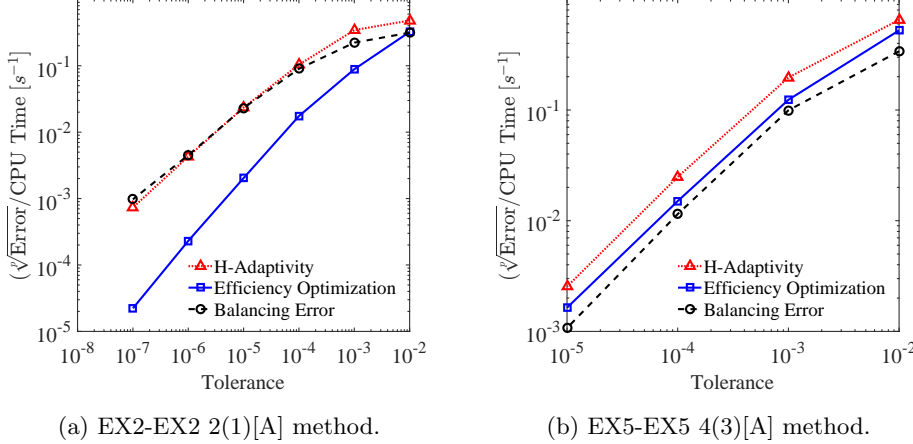 (ᵖ√Error/CPU Time [s⁻¹]
10⁻¹
10⁻²
10⁻³
10⁻⁴
10⁻⁵
H-Adaptivity
Efficiency Optimization
Balancing Error
10⁻⁸ 10⁻⁷ 10⁻⁶ 10⁻⁵ 10⁻⁴ 10⁻³ 10⁻²
Tolerance
(a) EX2-EX2 2(1)[A] method.
(ᵖ√Error/CPU Time [s⁻¹]
10⁻¹
10⁻²
10⁻³
H-Adaptivity
Efficiency Optimization
Balancing Error
10⁻⁵ 10⁻⁴ 10⁻³ 10⁻²
Tolerance
(b) EX5-EX5 4(3)[A] method.